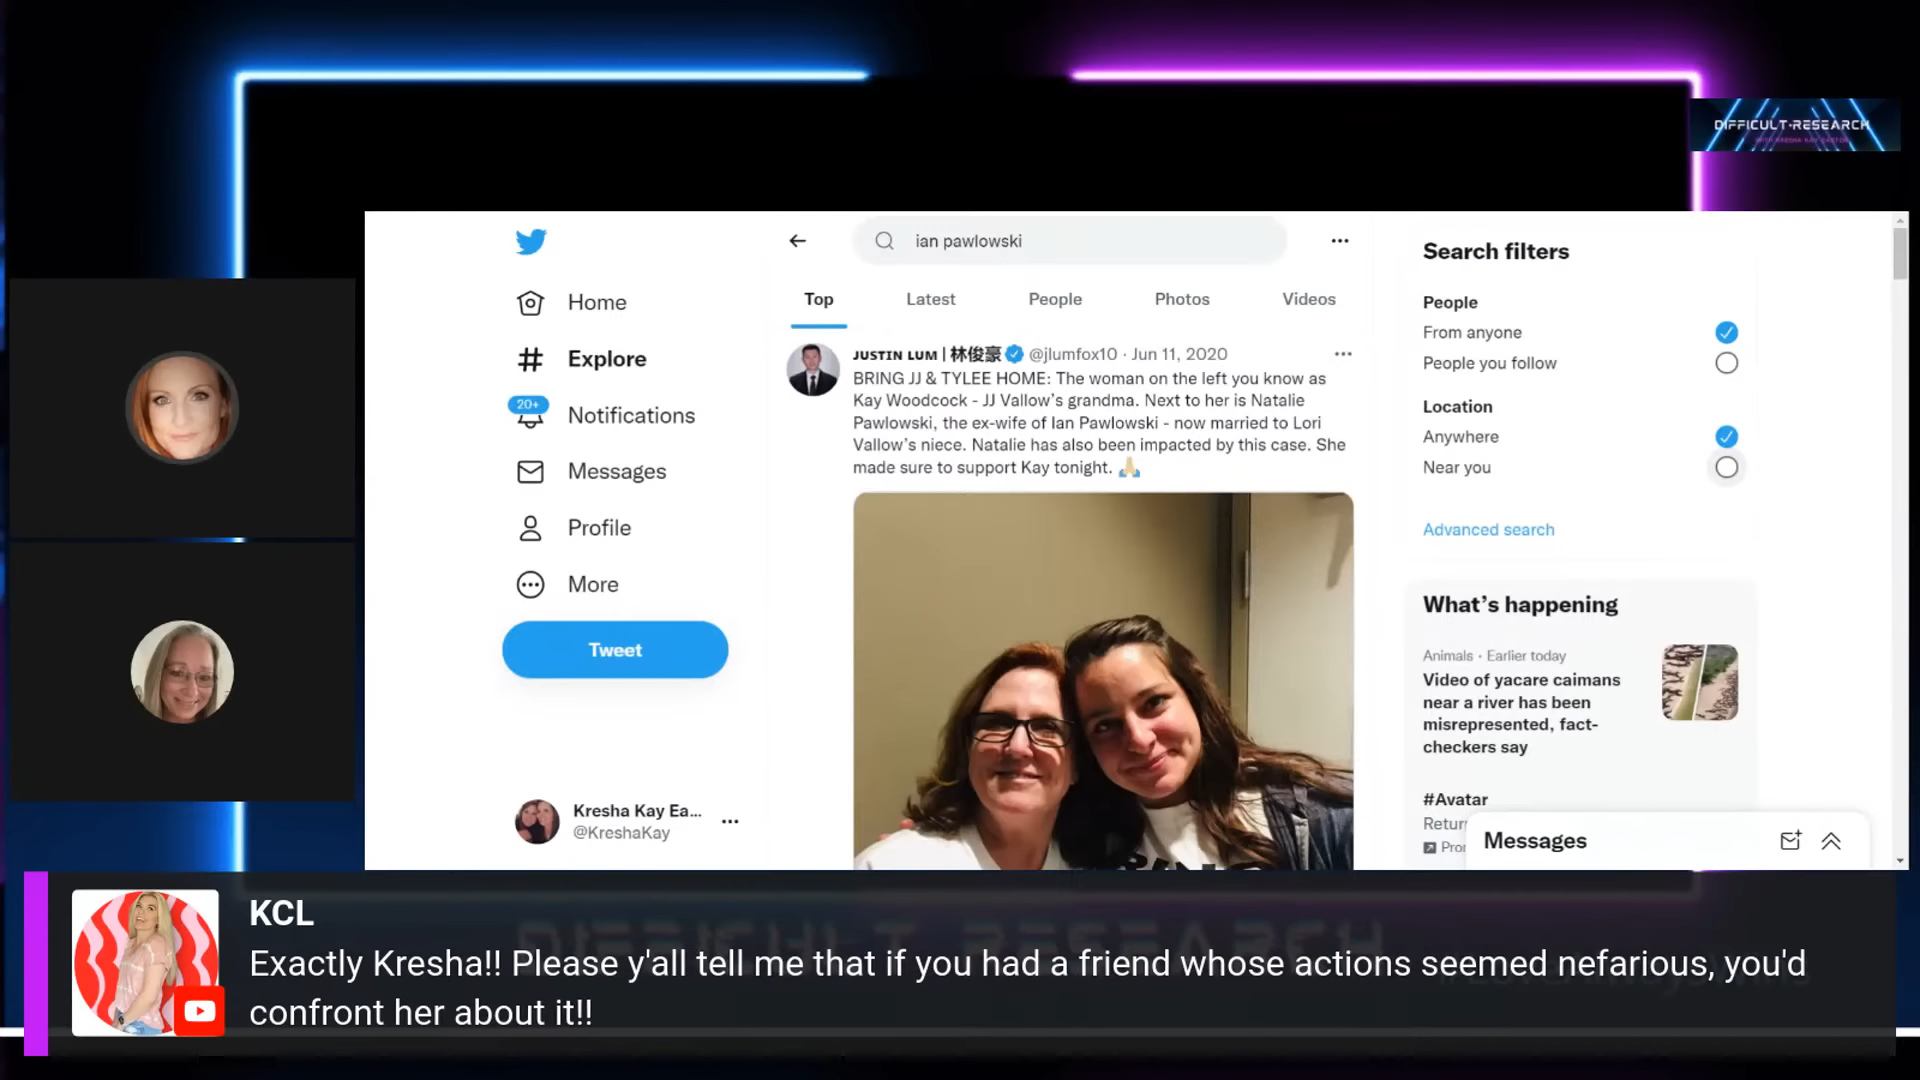 DIFFICULT·RESEARCH
ian pawlowski
Home
Explore
20+
Notifications
Messages
Profile
More
Tweet
Kresha Kay Ea...
@KreshaKay
Top
Latest
People
Photos
Videos
JUSTIN LUM | 林俊豪 @jlumfox10 · Jun 11, 2020
BRING JJ & TYLEE HOME: The woman on the left you know as
Kay Woodcock - JJ Vallow's grandma. Next to her is Natalie
Pawlowski, the ex-wife of Ian Pawlowski - now married to Lori
Vallow's niece. Natalie has also been impacted by this case. She
made sure to support Kay tonight. 🙏🏼
Search filters
People
From anyone
People you follow
Location
Anywhere
Near you
Advanced search
What's happening
Animals · Earlier today
Video of yacare caimans
near a river has been
misrepresented, fact-
checkers say
#Avatar
Messages
KCL
Exactly Kresha!! Please y'all tell me that if you had a friend whose actions seemed nefarious, you'd
confront her about it!!
DIFFICULT RESEARCH